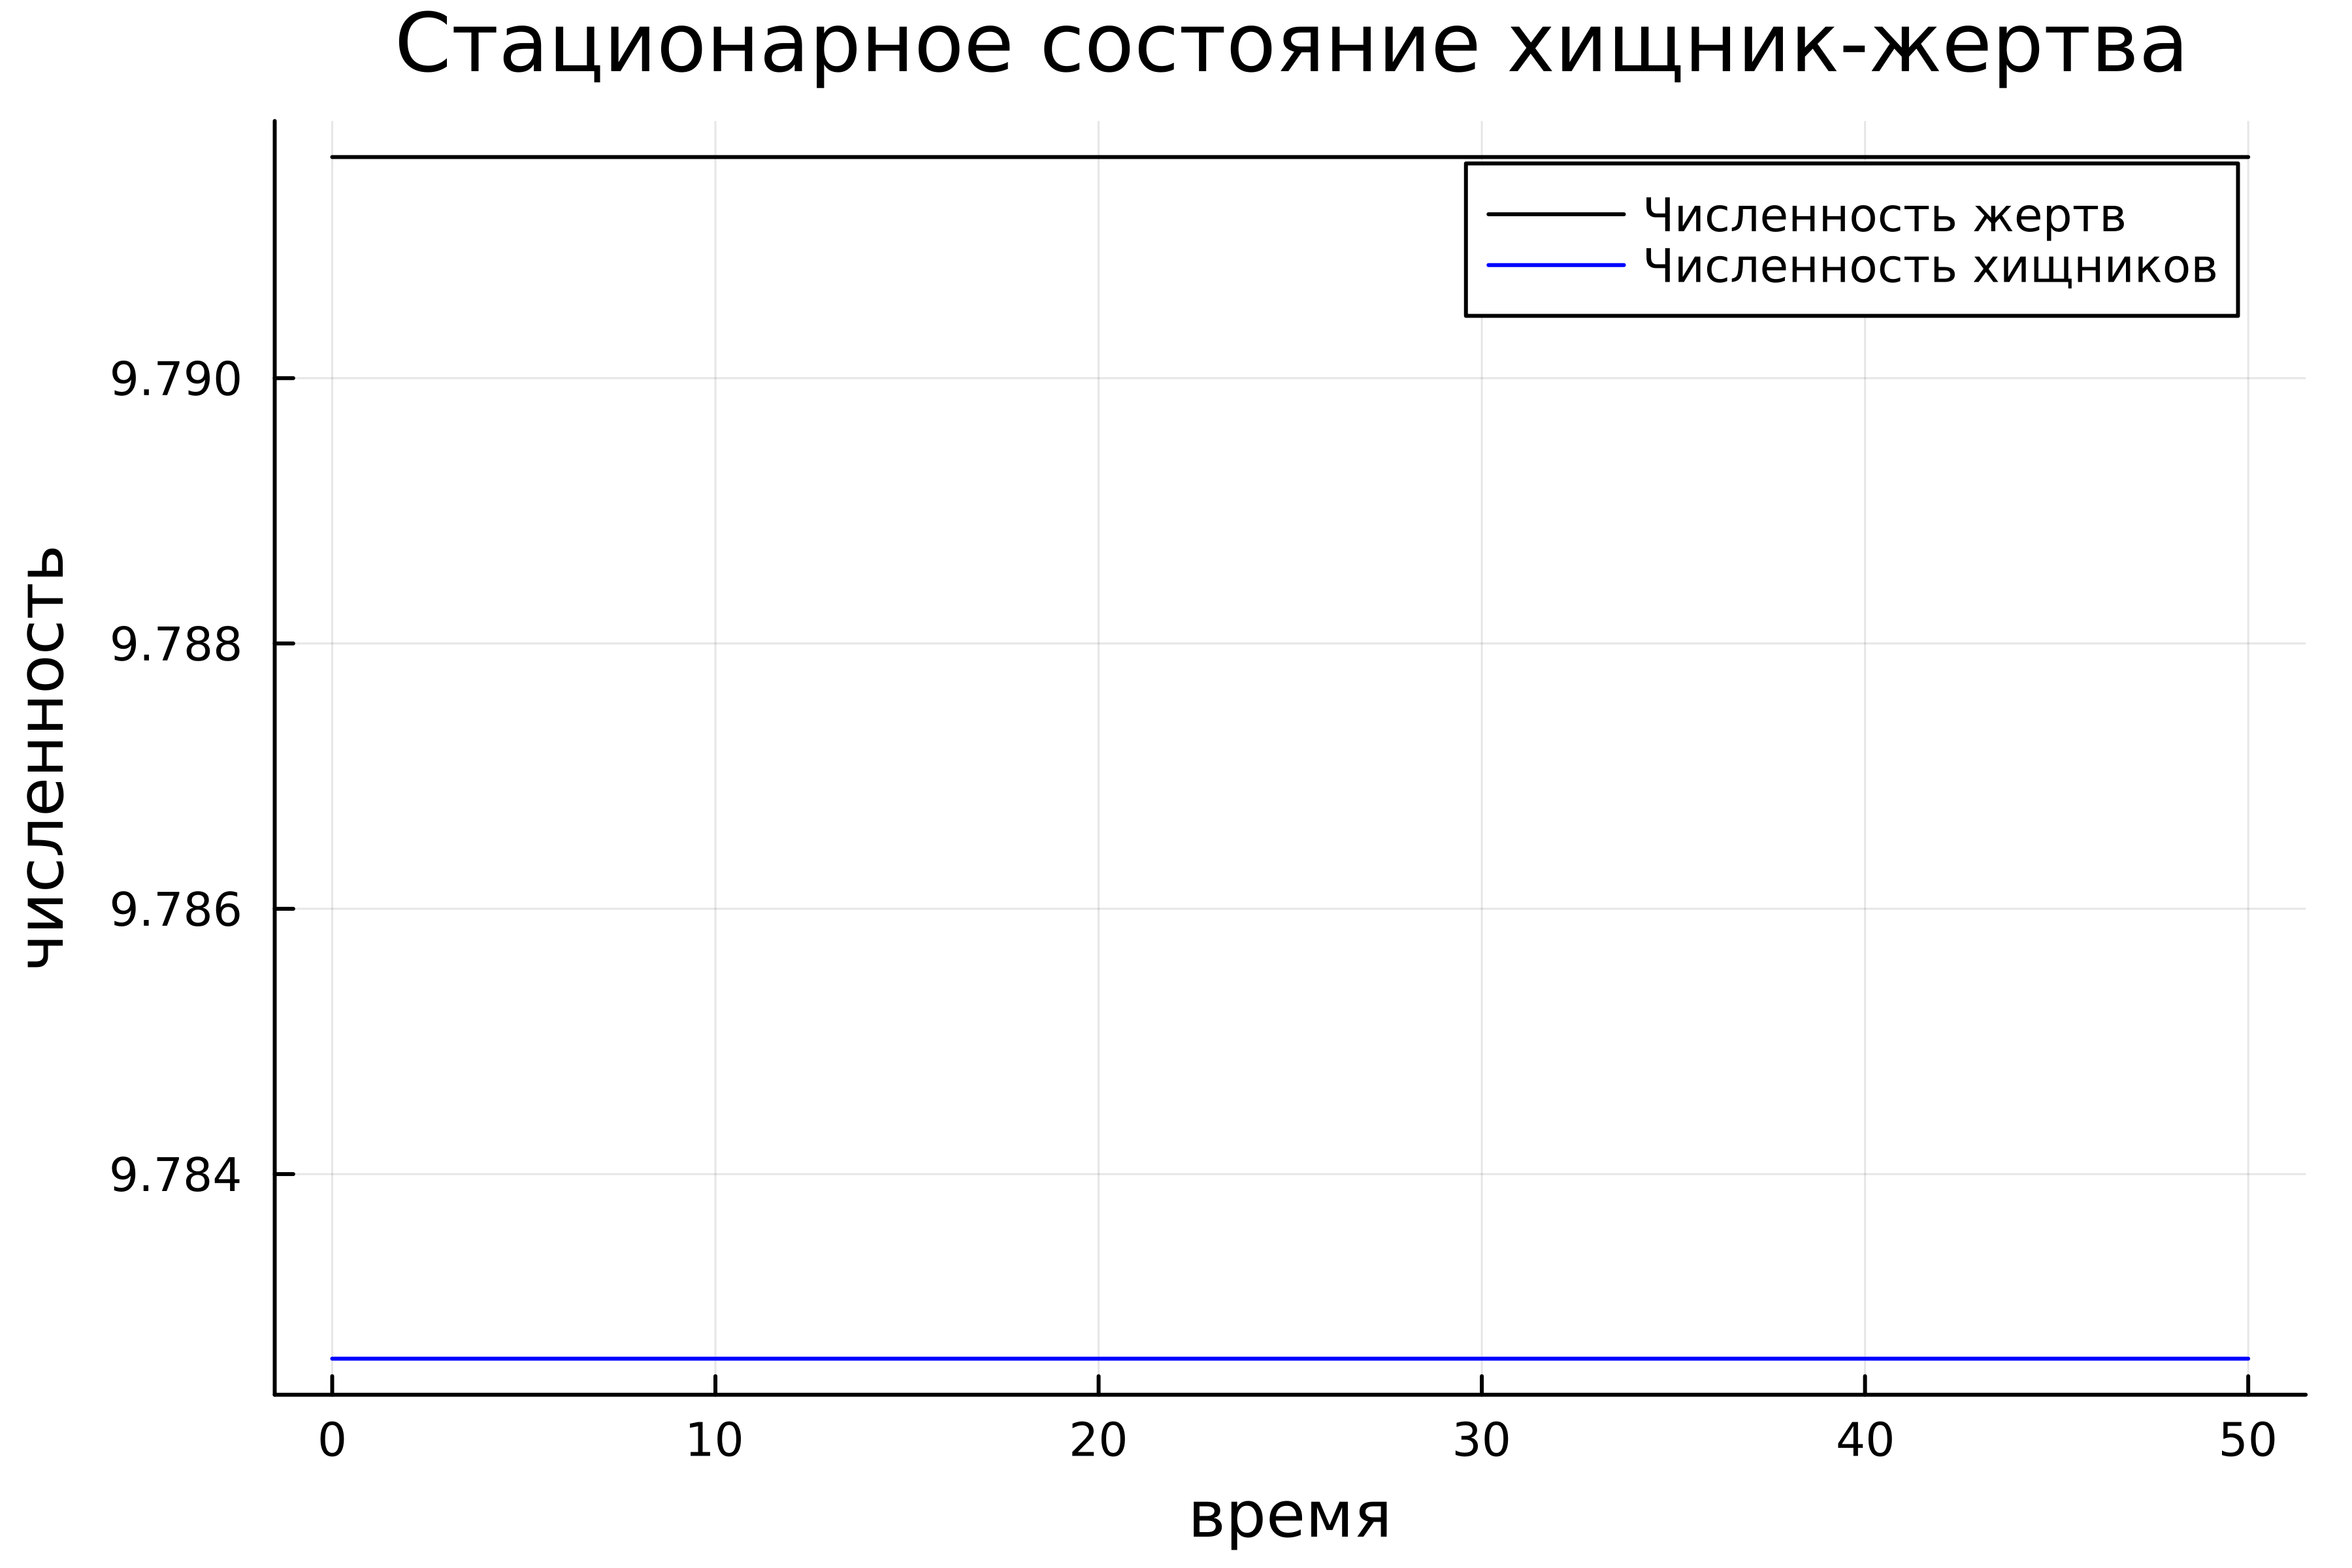 Стационарное состояние хищник-жертва
Численность жертв
Численность хищников
9.790
9.788
9.786
9.784
численность
0 10 20 30 40 50
время